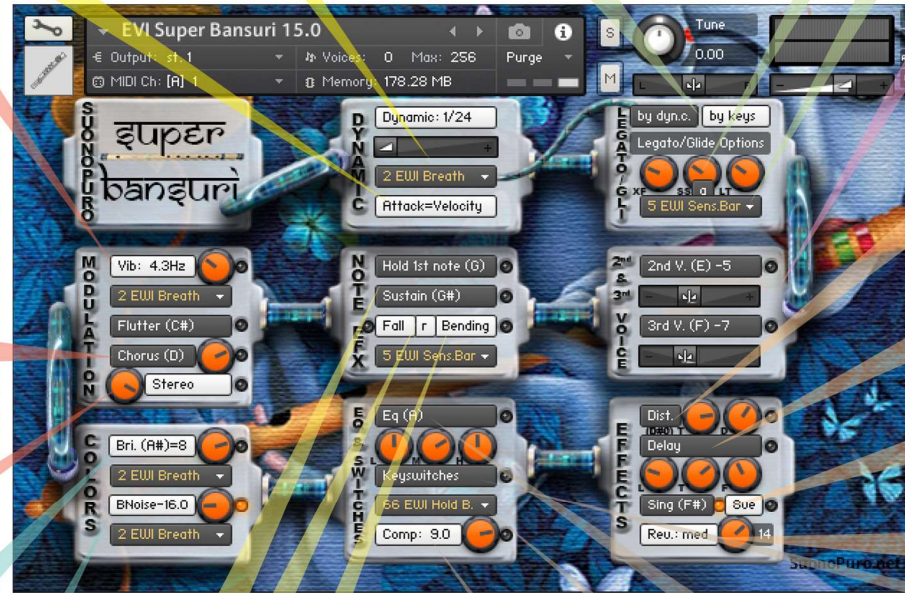 EVI Super Bansuri 15.0
Output: st.1
Voices: 0 Max: 256
Purge
MIDI Ch: [A] 1
Memory: 178.28 MB
S
M
Tune
0.00
L
R
SUONOPURO
super
bansuri
DYNAMIC
Dynamic: 1/24
2 EWI Breath
Attack=Velocity
LEGATO/GLI
by dyn.c.
by keys
Legato/Glide Options
XF
SS
a
LT
5 EWI Sens.Bar
MODULATION
Vib: 4.3Hz
2 EWI Breath
Flutter (C#)
Chorus (D)
Stereo
NOTE FFX
Hold 1st note (G)
Sustain (G#)
Fall
r
Bending
5 EWI Sens.Bar
2nd & 3rd VOICE
2nd V. (E) -5
3rd V. (F) -7
COLORS
Bri. (A#)=8
2 EWI Breath
BNoise-16.0
2 EWI Breath
EQ SWITCHES
Eq (A)
L
M
H
Keyswitches
66 EWI Hold B.
Comp: 9.0
EFFECTS
Dist.
(D#0)
T
D
Delay
L
T
F
Sing (F#)
Sue
Rev.: med
14
SuonoPuro.net